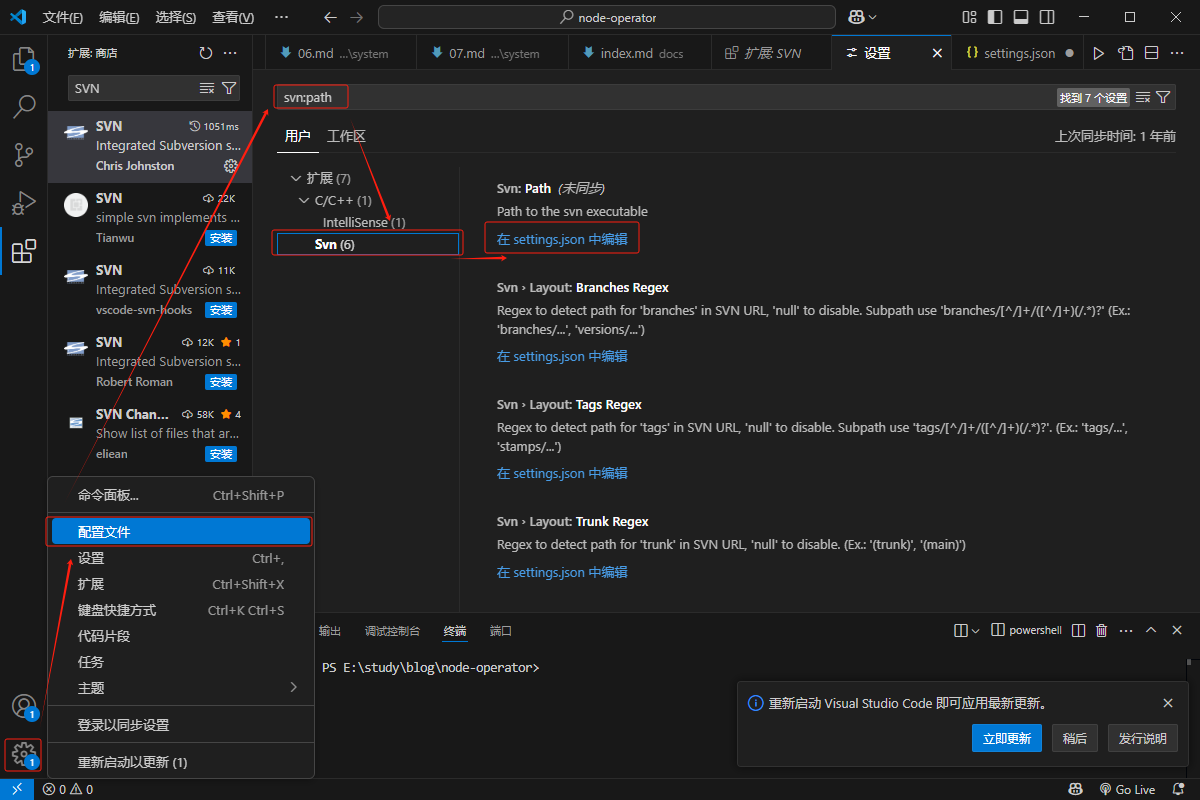 文件(F) 编辑(E) 选择(S) 查看(V) ··· node-operator
扩展: 商店 ···
06.md ...\system 07.md ...\system index.md docs 扩展: SVN 设置 settings.json ···
SVN
svn:path 找到 7 个设置
用户 工作区 上次同步时间: 1 年前
SVN 1051ms
Integrated Subversion s...
Chris Johnston
SVN 22K
simple svn implements ...
Tianwu 安装
SVN 11K
Integrated Subversion s...
vscode-svn-hooks 安装
SVN 12K 1
Integrated Subversion s...
Robert Roman 安装
SVN Chan... 58K 4
Show list of files that ar...
eliean 安装
扩展 (7)
C/C++ (1)
IntelliSense (1)
Svn (6)
Svn: Path (未同步)
Path to the svn executable
在 settings.json 中编辑
Svn › Layout: Branches Regex
Regex to detect path for 'branches' in SVN URL, 'null' to disable. Subpath use 'branches/[^/]+/([^/]+)(/.*)?' (Ex.:
'branches/...', 'versions/...')
在 settings.json 中编辑
Svn › Layout: Tags Regex
Regex to detect path for 'tags' in SVN URL, 'null' to disable. Subpath use 'tags/[^/]+/([^/]+)(/.*)?'. (Ex.: 'tags/...',
'stamps/...')
在 settings.json 中编辑
Svn › Layout: Trunk Regex
Regex to detect path for 'trunk' in SVN URL, 'null' to disable. (Ex.: '(trunk)', '(main)')
在 settings.json 中编辑
命令面板... Ctrl+Shift+P
配置文件
设置 Ctrl+,
扩展 Ctrl+Shift+X
键盘快捷方式 Ctrl+K Ctrl+S
代码片段
任务
主题
登录以同步设置
重新启动以更新 (1)
输出 调试控制台 终端 端口 powershell ···
PS E:\study\blog\node-operator>
重新启动 Visual Studio Code 即可应用最新更新。
立即更新 稍后 发行说明
1
1
1
0 0 Go Live